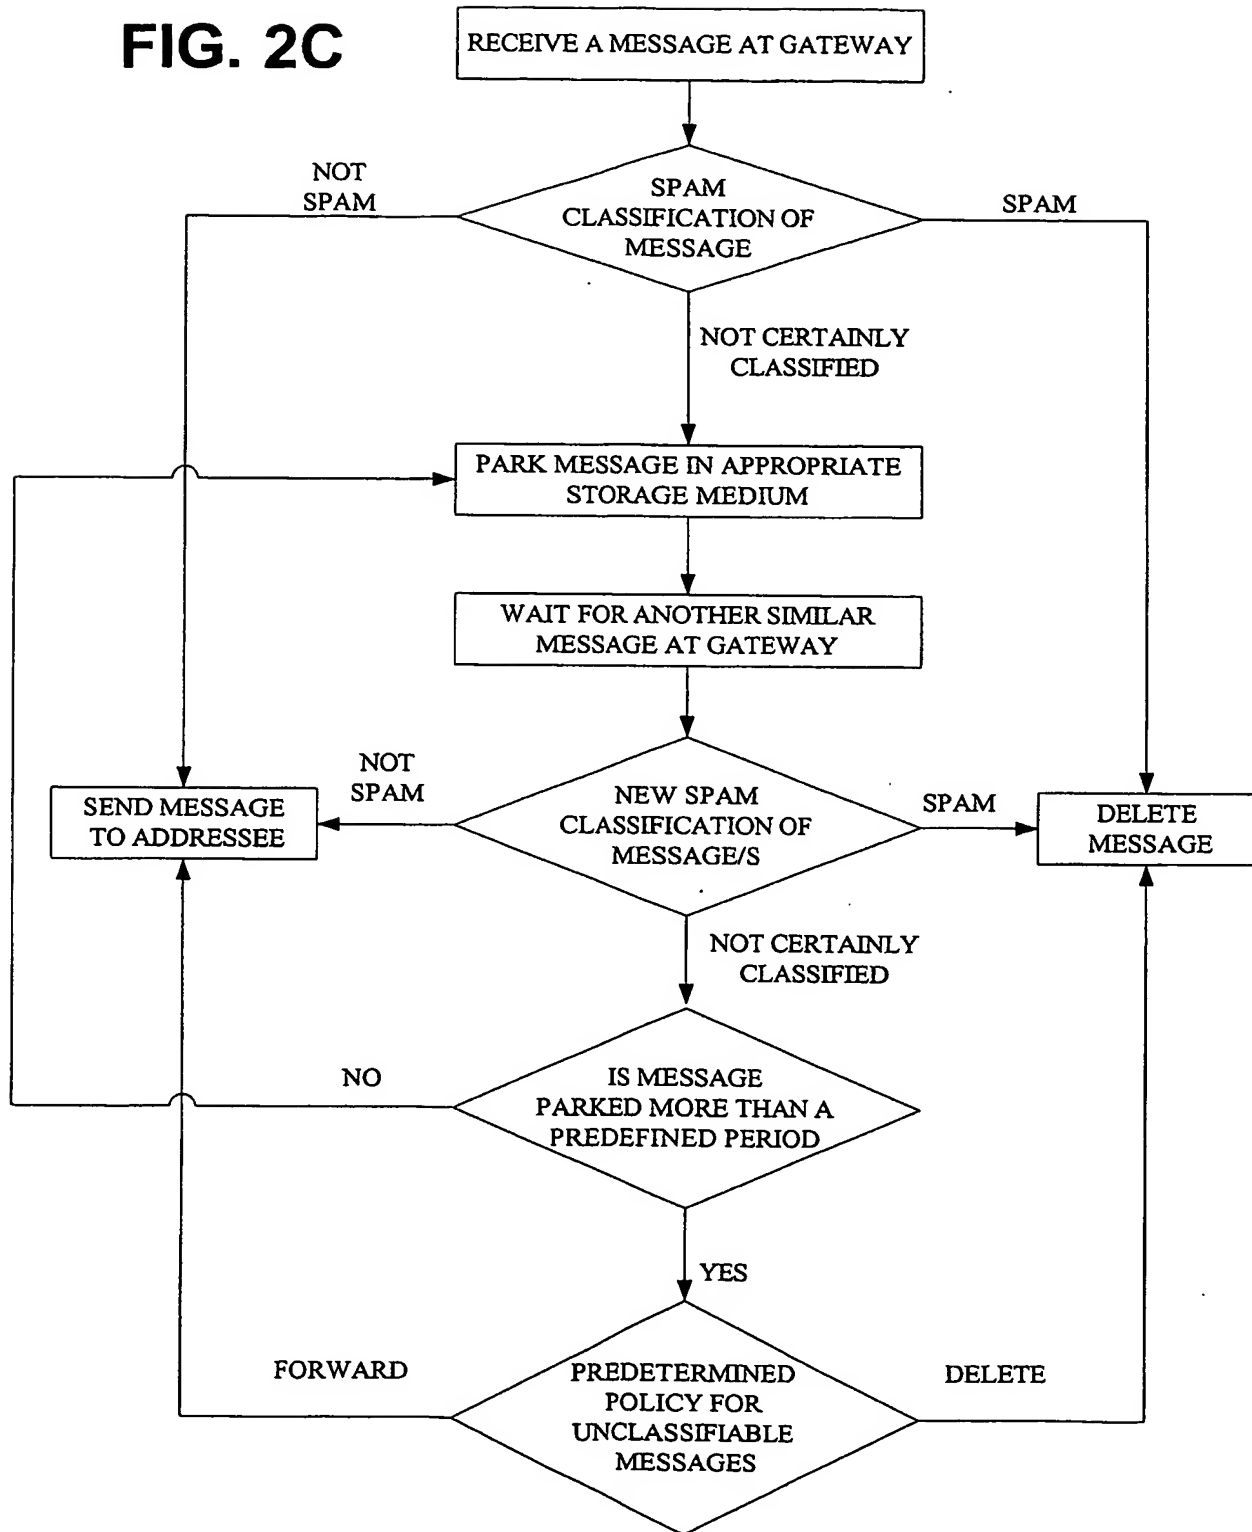 FIG. 2C
RECEIVE A MESSAGE AT GATEWAY
NOT
SPAM
SPAM
CLASSIFICATION OF
MESSAGE
SPAM
NOT CERTAINLY
CLASSIFIED
PARK MESSAGE IN APPROPRIATE
STORAGE MEDIUM
WAIT FOR ANOTHER SIMILAR
MESSAGE AT GATEWAY
NOT
SPAM
SEND MESSAGE
TO ADDRESSEE
NEW SPAM
CLASSIFICATION OF
MESSAGE/S
SPAM
DELETE
MESSAGE
NOT CERTAINLY
CLASSIFIED
NO
IS MESSAGE
PARKED MORE THAN A
PREDEFINED PERIOD
YES
FORWARD
PREDETERMINED
POLICY FOR
UNCLASSIFIABLE
MESSAGES
DELETE